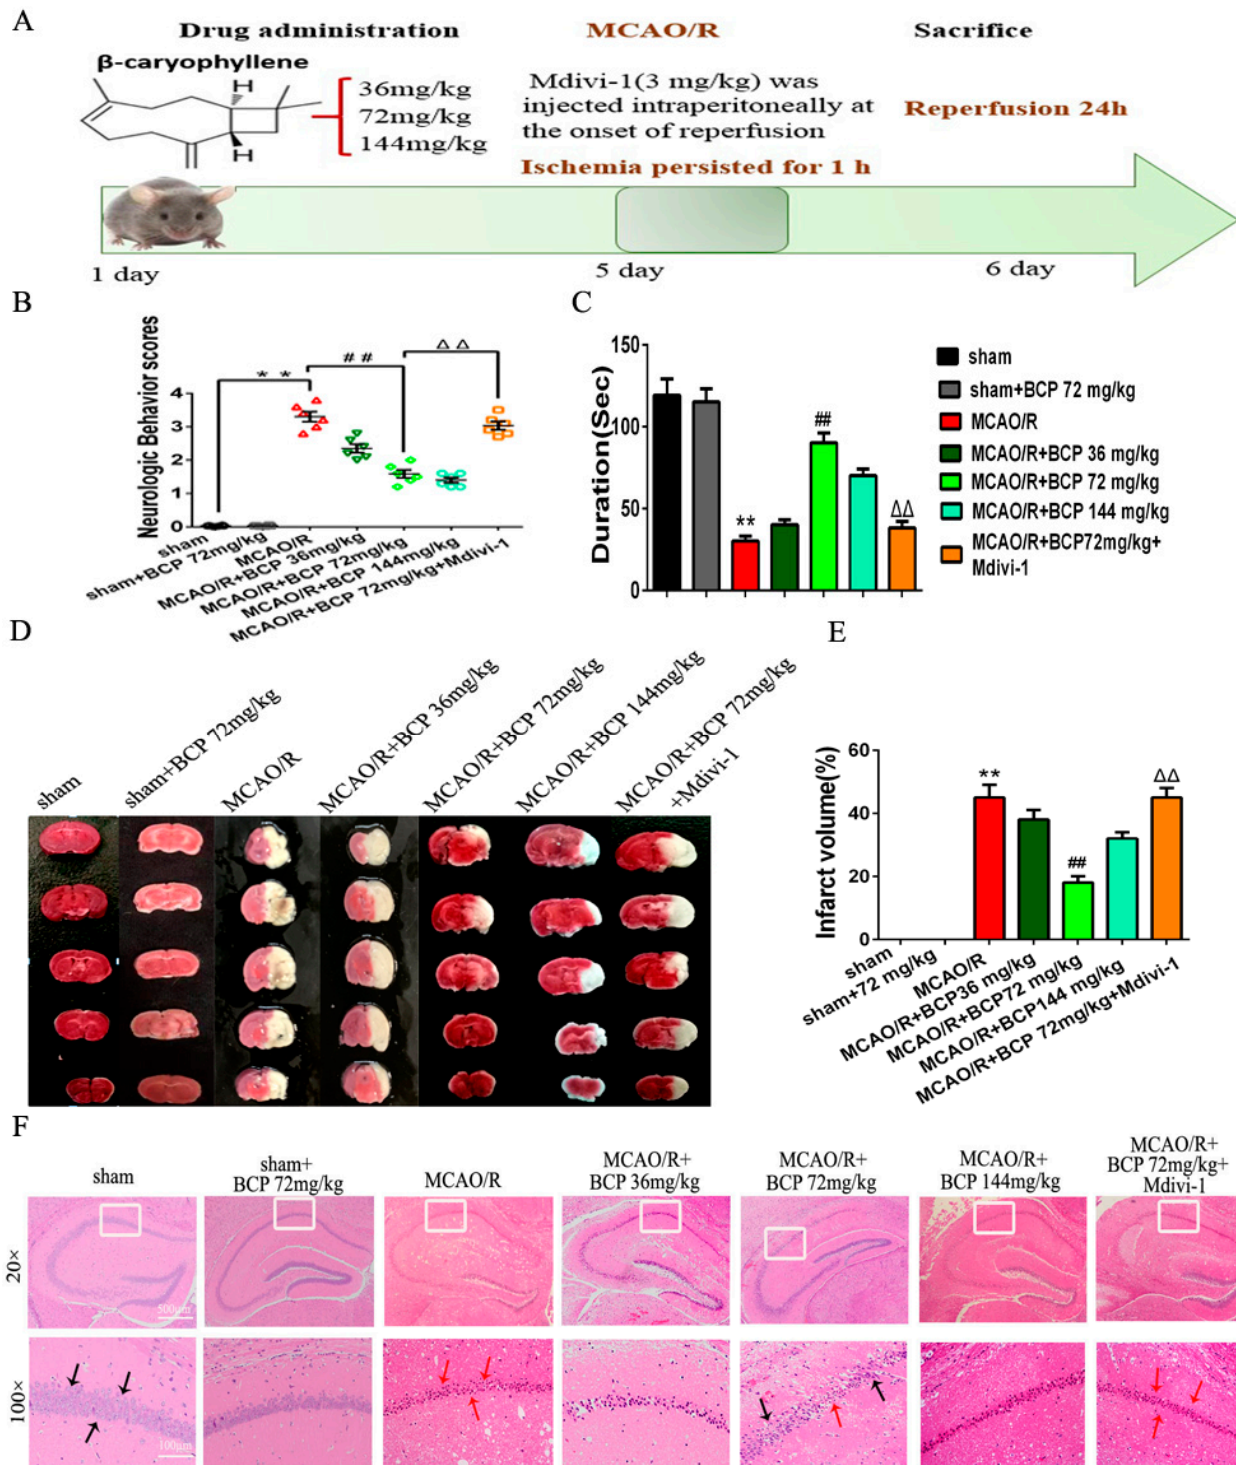 A
Drug administration
MCAO/R
Sacrifice
β-caryophyllene
H
H
36mg/kg
72mg/kg
144mg/kg
Mdivi-1(3 mg/kg) was
injected intraperitoneally at
the onset of reperfusion
Ischemia persisted for 1 h
Reperfusion 24h
1 day
5 day
6 day
B
Neurologic Behavior scores
4
3
2
1
0
* *
# #
Δ Δ
sham
sham+BCP 72mg/kg
MCAO/R
MCAO/R+BCP 36mg/kg
MCAO/R+BCP 72mg/kg
MCAO/R+BCP 144mg/kg
MCAO/R+BCP 72mg/kg+Mdivi-1
C
Duration(Sec)
150
100
50
0
**
##
ΔΔ
sham
sham+BCP 72 mg/kg
MCAO/R
MCAO/R+BCP 36 mg/kg
MCAO/R+BCP 72 mg/kg
MCAO/R+BCP 144 mg/kg
MCAO/R+BCP72mg/kg+
Mdivi-1
D
sham
sham+BCP 72mg/kg
MCAO/R
MCAO/R+BCP 36mg/kg
MCAO/R+BCP 72mg/kg
MCAO/R+BCP 144mg/kg
MCAO/R+BCP 72mg/kg
+Mdivi-1
E
Infarct volume(%)
60
40
20
0
**
##
ΔΔ
sham
sham+72 mg/kg
MCAO/R
MCAO/R+BCP36 mg/kg
MCAO/R+BCP72 mg/kg
MCAO/R+BCP144 mg/kg
MCAO/R+BCP 72mg/kg+Mdivi-1
F
sham
sham+
BCP 72mg/kg
MCAO/R
MCAO/R+
BCP 36mg/kg
MCAO/R+
BCP 72mg/kg
MCAO/R+
BCP 144mg/kg
MCAO/R+
BCP 72mg/kg+
Mdivi-1
20×
500μm
100×
100μm